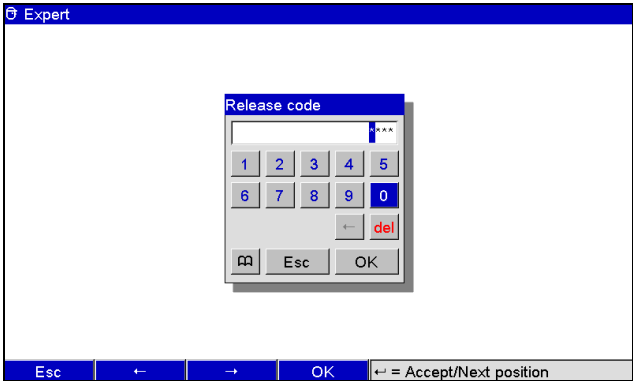 Expert
Release code
****
1 2 3 4 5
6 7 8 9 0
← del
Esc OK
Esc ← → OK ↵ = Accept/Next position